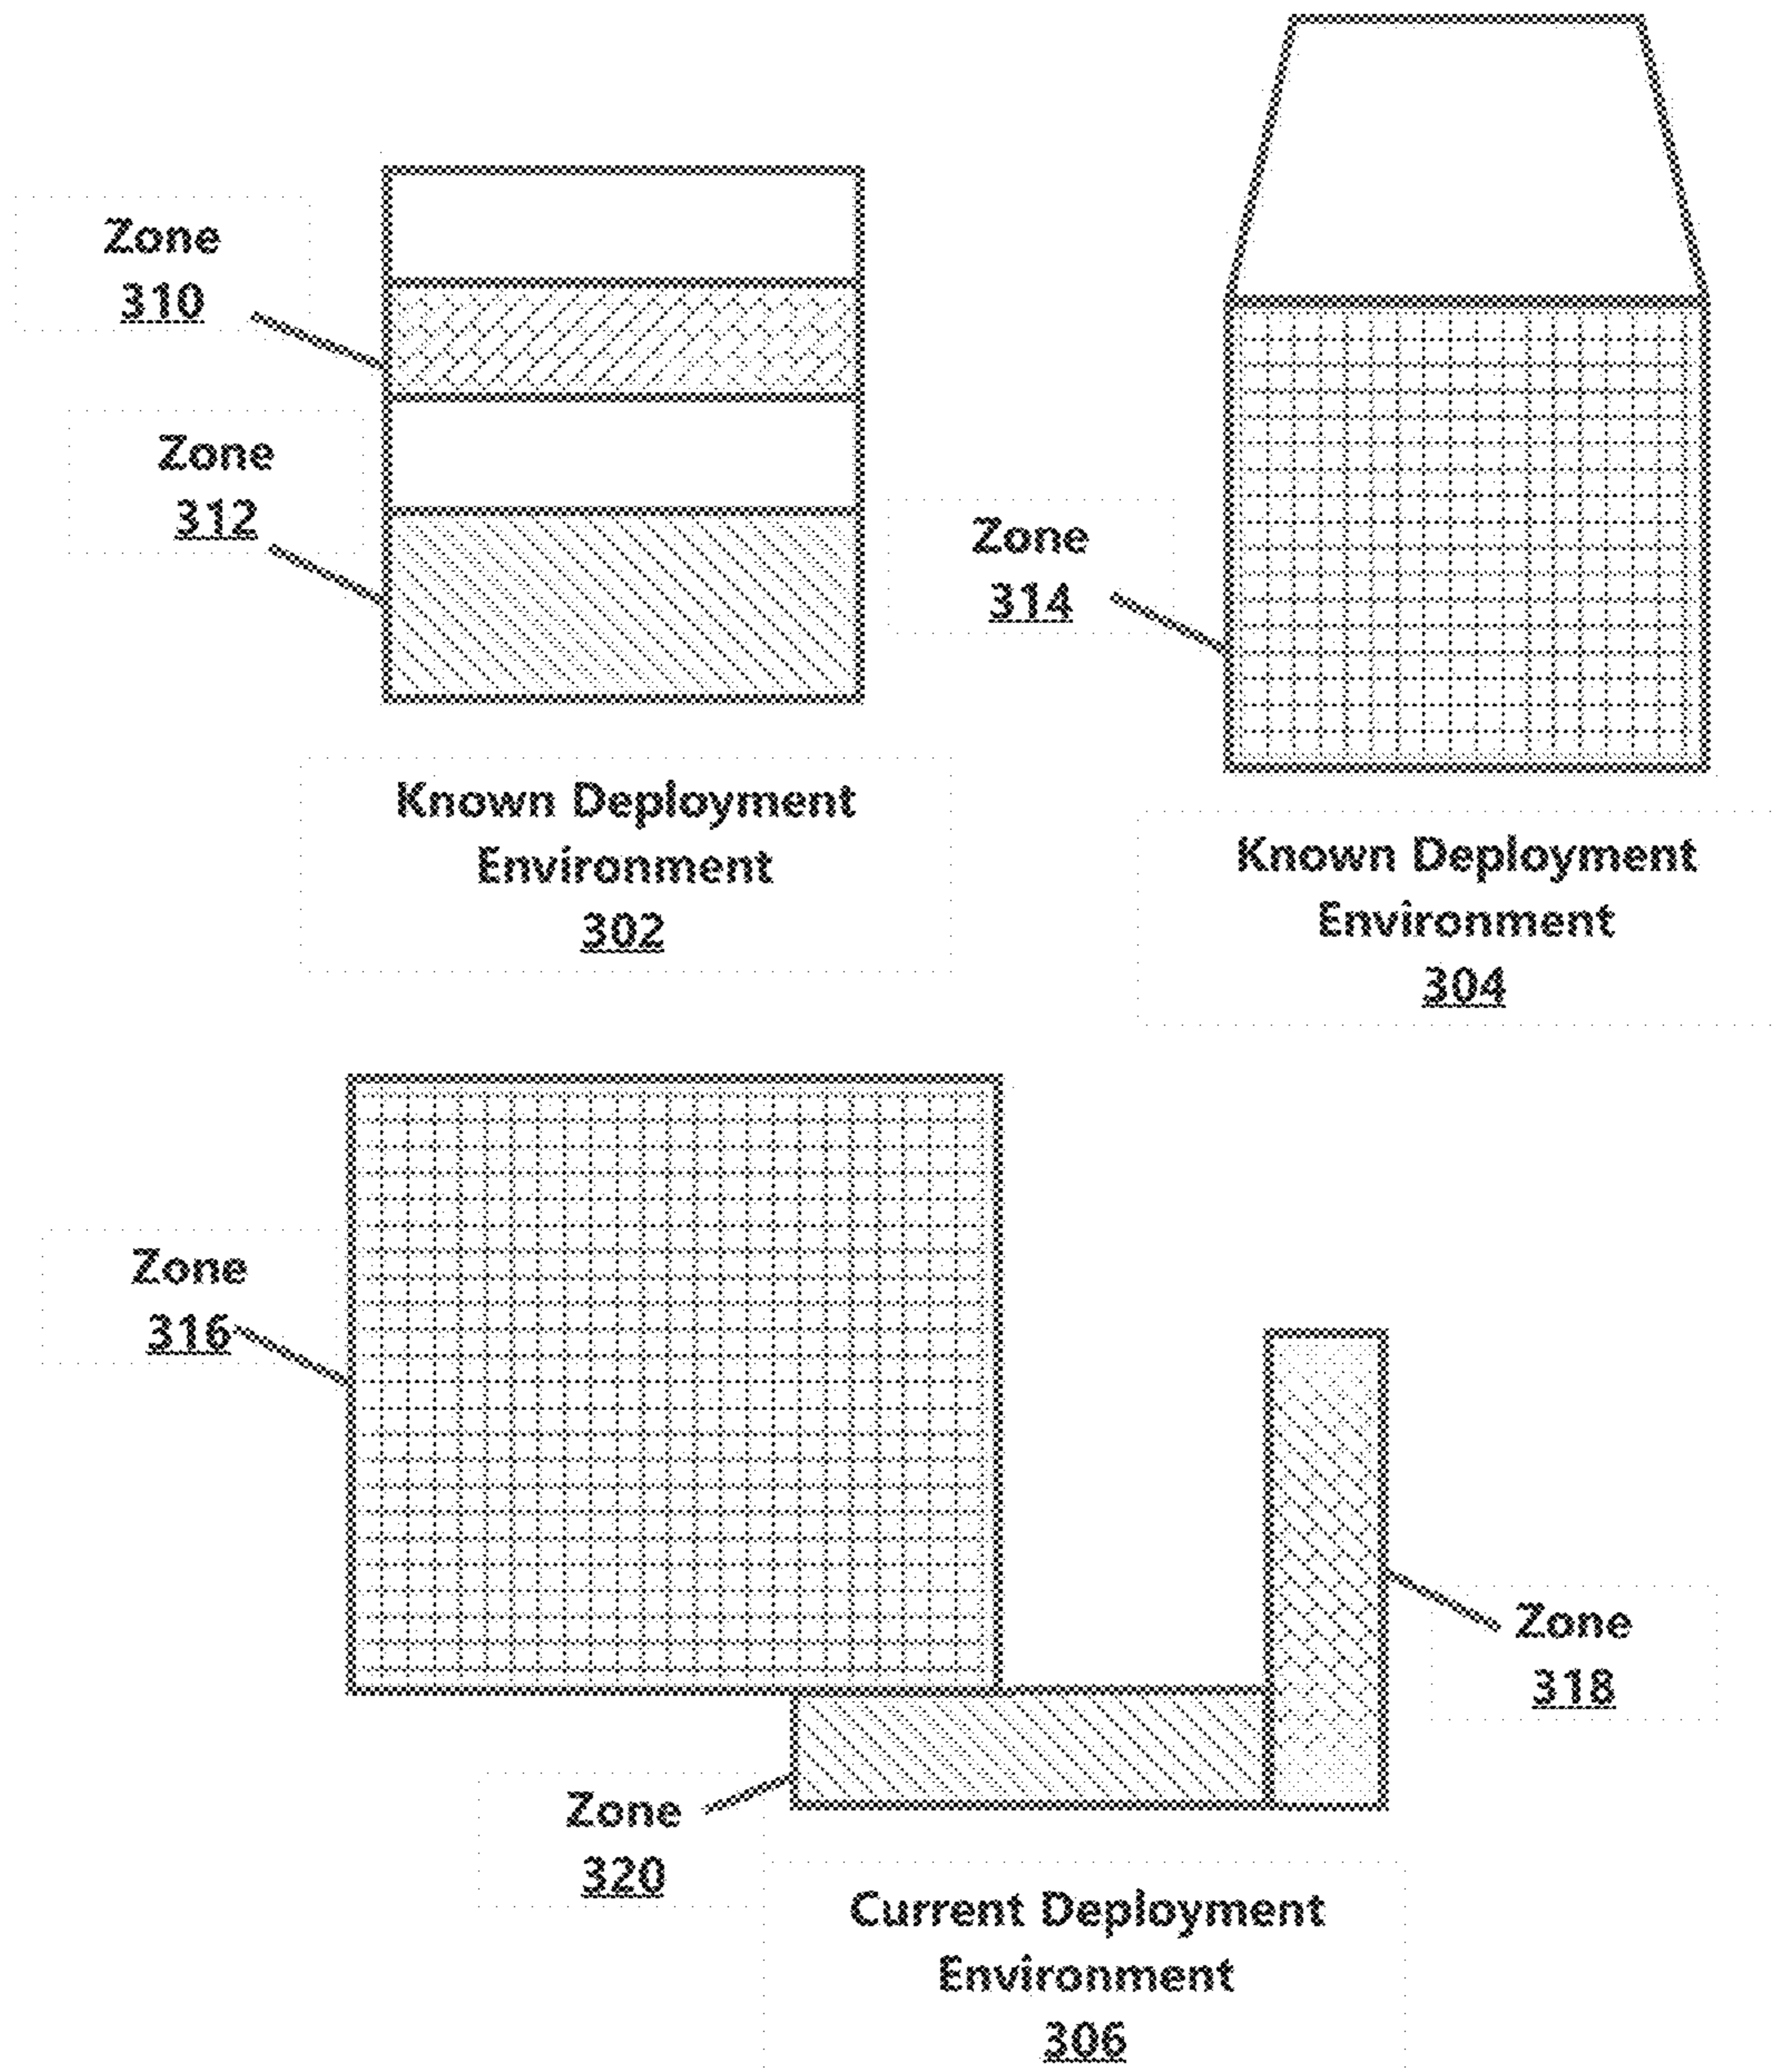 Zone
310
Zone
312
Zone
314
Known Deployment
Environment
302
Known Deployment
Environment
304
Zone
316
Zone
318
Zone
320
Current Deployment
Environment
306